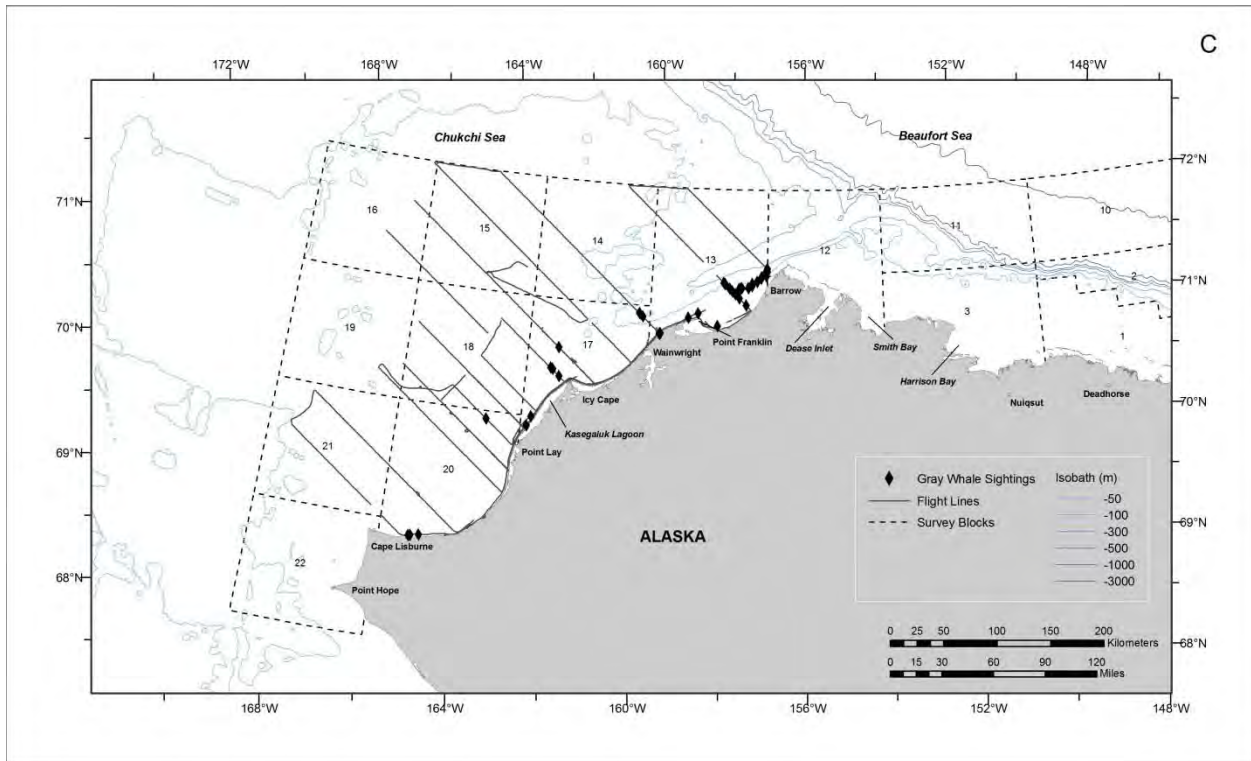 C
172°W 168°W 164°W 160°W 156°W 152°W 148°W
Chukchi Sea
Beaufort Sea
72°N
71°N
16
15
14
13
12
11
10
2
71°N
Barrow
70°N
19
18
17
3
1
Wainwright
Point Franklin
Dease Inlet
Smith Bay
Harrison Bay
Nuiqsut
Deadhorse
70°N
Icy Cape
Kasegaluk Lagoon
Point Lay
69°N
21
20
Gray Whale Sightings
Flight Lines
Survey Blocks
Isobath (m)
-50
-100
-300
-500
-1000
-3000
69°N
ALASKA
Cape Lisburne
22
Point Hope
68°N
0 25 50 100 150 200
Kilometers
0 15 30 60 90 120
Miles
68°N
168°W 164°W 160°W 156°W 152°W 148°W